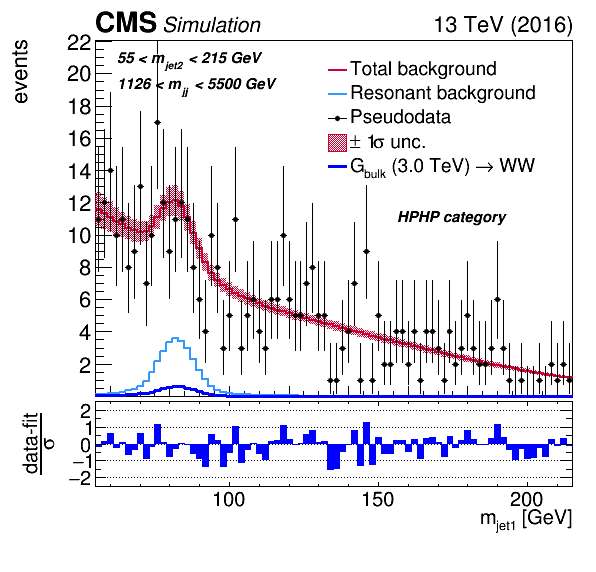 CMS Simulation 13 TeV (2016)
events
22
20
18
16
14
12
10
8
6
4
2
55 < m_jet2 < 215 GeV
1126 < m_jj < 5500 GeV
Total background
Resonant background
Pseudodata
± 1σ unc.
G_bulk (3.0 TeV) → WW
HPHP category
data-fit
σ
2
1
0
−1
−2
100 150 200
m_jet1 [GeV]